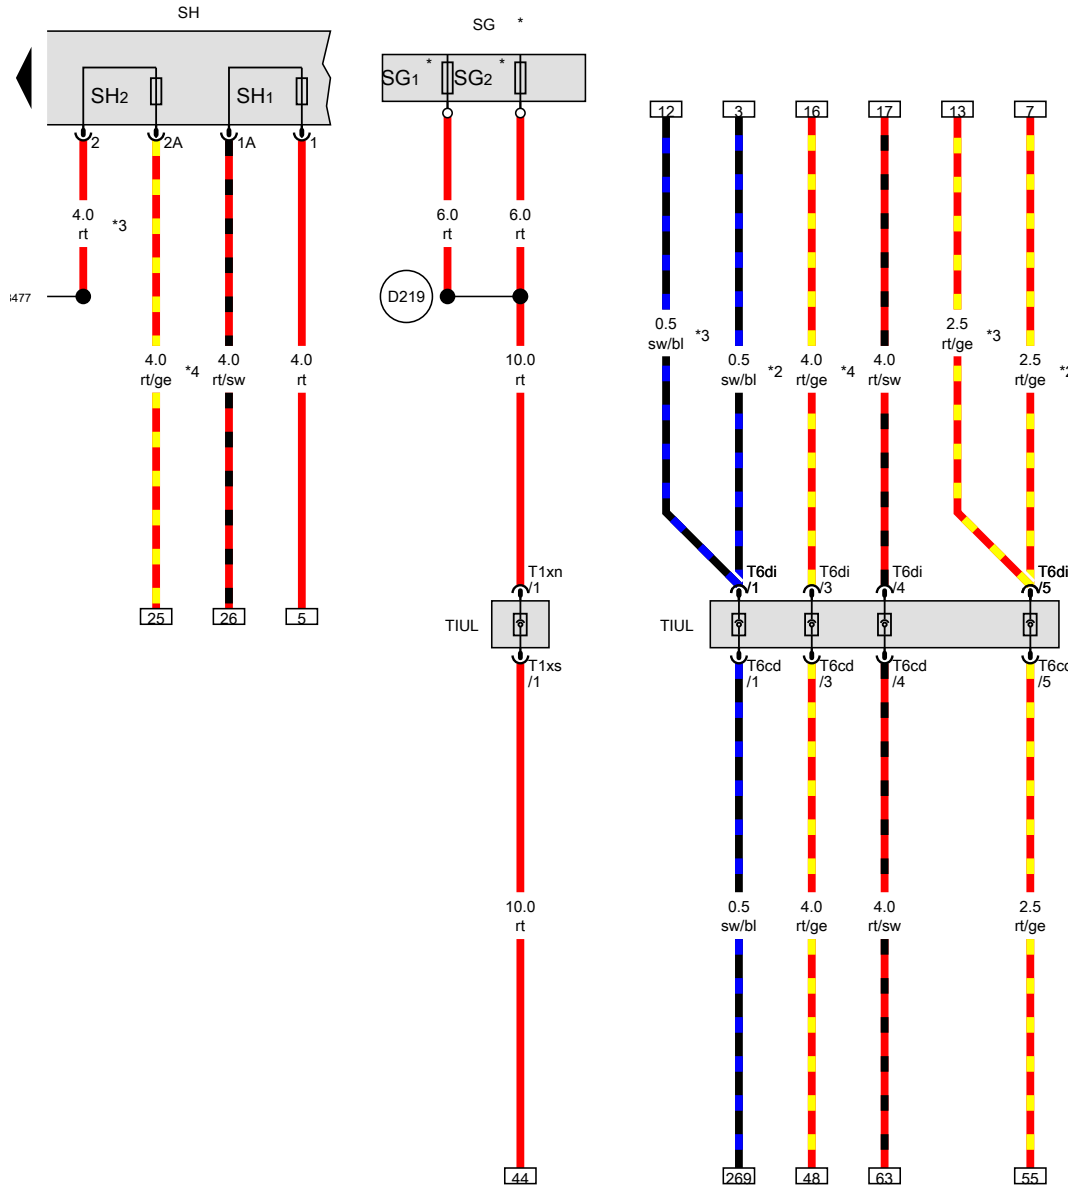 SH
SG *
SG1 * SG2 *
SH2 SH1
12 3 16 17 13 7
2 2A 1A 1
4.0 *3
rt
6.0 6.0
rt rt
477 D219
0.5 *3
sw/bl
2.5 *3
rt/ge
4.0 4.0 4.0
rt/ge *4 rt/sw rt
10.0
rt
0.5 *2 4.0 *4 4.0 2.5
sw/bl rt/ge rt/sw rt/ge
T1xn
/1
T6di T6di T6di T6di
/1 /3 /4 /5
25 26 5
TIUL TIUL
T1xs
/1
T6cd T6cd T6cd
/1 /3 /4 /5
10.0 0.5 4.0 4.0 2.5
rt sw/bl rt/ge rt/sw rt/ge
44 269 48 63 55